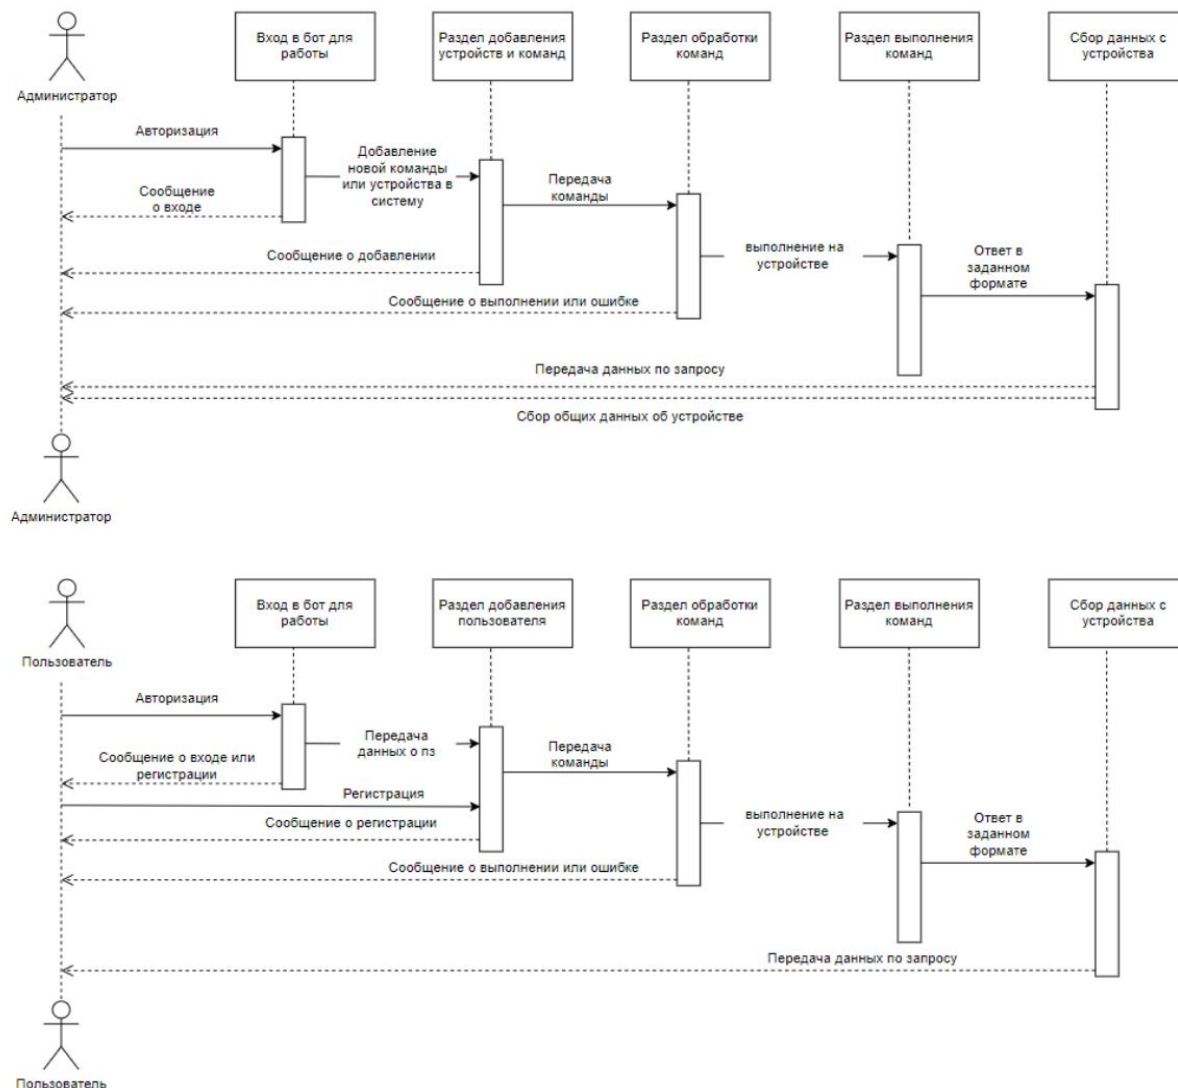 Вход в бот для
работы
Раздел добавления
устройств и команд
Раздел обработки
команд
Раздел выполнения
команд
Сбор данных с
устройства
Администратор
Авторизация
Добавление
новой команды
или устройства в
систему
Передача
команды
Сообщение
о входе
выполнение на
устройстве
Ответ в
заданном
формате
Сообщение о добавлении
Сообщение о выполнении или ошибке
Передача данных по запросу
Сбор общих данных об устройстве
Администратор
Вход в бот для
работы
Раздел добавления
пользователя
Раздел обработки
команд
Раздел выполнения
команд
Сбор данных с
устройства
Пользователь
Авторизация
Передача
данных о пз
Передача
команды
Сообщение о входе или
регистрации
Регистрация
выполнение на
устройстве
Ответ в
заданном
формате
Сообщение о регистрации
Сообщение о выполнении или ошибке
Передача данных по запросу
Пользователь